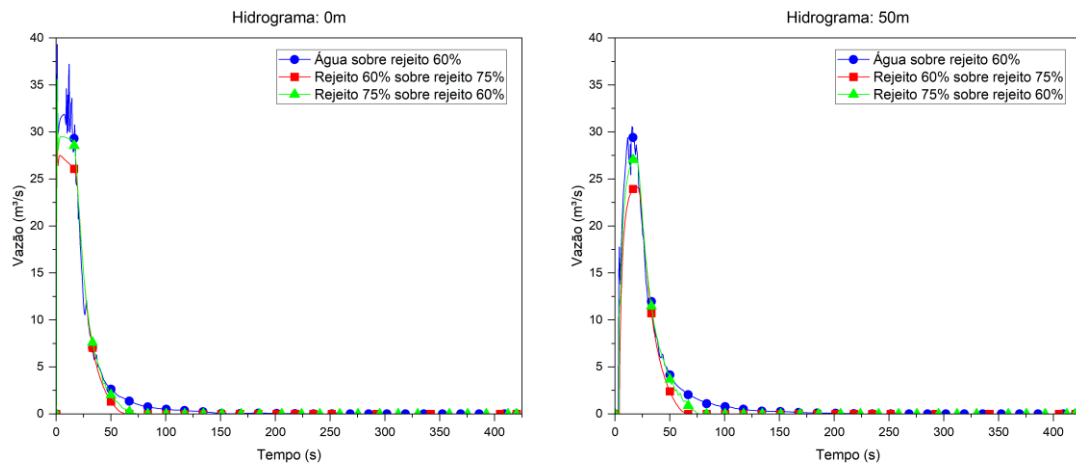 Hidrograma: 0m
40
35
30
25
20
15
10
5
0
Vazão (m³/s)
Água sobre rejeito 60%
Rejeito 60% sobre rejeito 75%
Rejeito 75% sobre rejeito 60%
0 50 100 150 200 250 300 350 400
Tempo (s)
Hidrograma: 50m
40
35
30
25
20
15
10
5
0
Vazão (m³/s)
Água sobre rejeito 60%
Rejeito 60% sobre rejeito 75%
Rejeito 75% sobre rejeito 60%
0 50 100 150 200 250 300 350 400
Tempo (s)